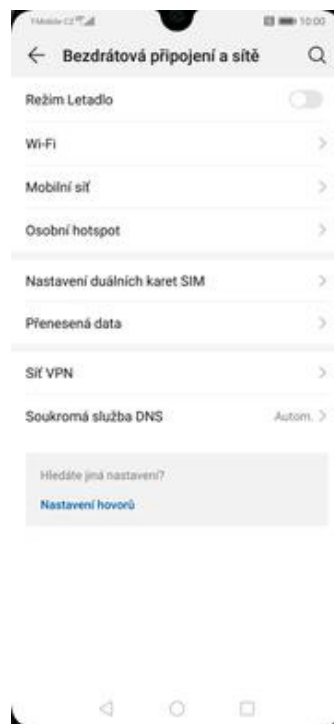 T-Mobile CZ 10:00
Bezdrátová připojení a sítě
Režim Letadlo
Wi-Fi
Mobilní síť
Osobní hotspot
Nastavení duálních karet SIM
Přenesená data
Síť VPN
Soukromá služba DNS Autom.
Hledáte jiná nastavení?
Nastavení hovorů